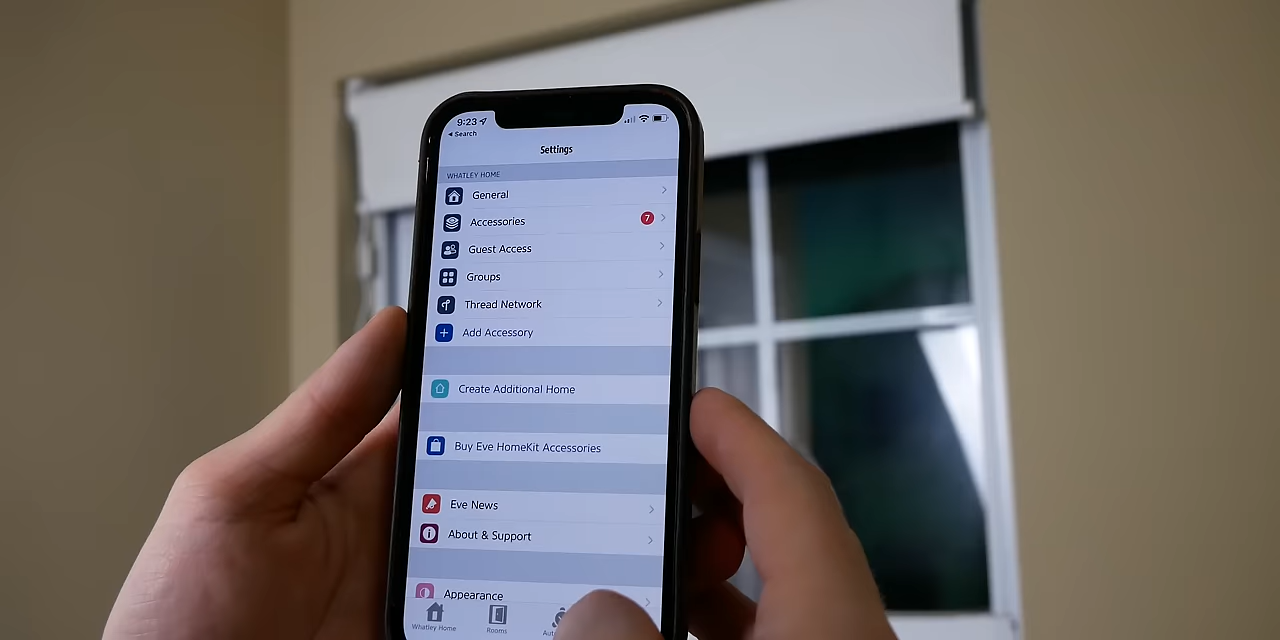 9:23
Search
Settings
WHATLEY HOME
General
Accessories
7
Guest Access
Groups
Thread Network
Add Accessory
Create Additional Home
Buy Eve HomeKit Accessories
Eve News
About & Support
Appearance
Whatley Home
Rooms